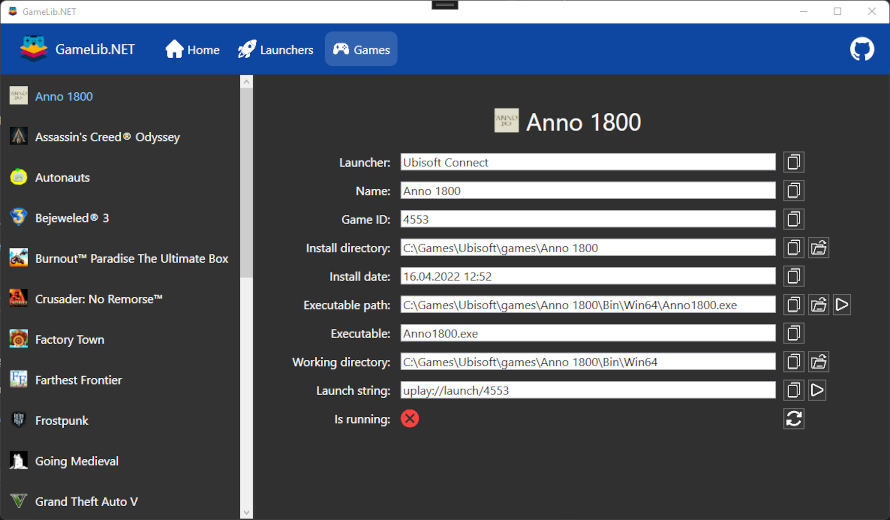 GameLib.NET
GameLib.NET Home Launchers Games
Anno 1800
Assassin's Creed® Odyssey
Autonauts
Bejeweled® 3
Burnout™ Paradise The Ultimate Box
Crusader: No Remorse™
Factory Town
Farthest Frontier
Frostpunk
Going Medieval
Grand Theft Auto V
Anno 1800
Launcher: Ubisoft Connect
Name: Anno 1800
Game ID: 4553
Install directory: C:\Games\Ubisoft\games\Anno 1800
Install date: 16.04.2022 12:52
Executable path: C:\Games\Ubisoft\games\Anno 1800\Bin\Win64\Anno1800.exe
Executable: Anno1800.exe
Working directory: C:\Games\Ubisoft\games\Anno 1800\Bin\Win64
Launch string: uplay://launch/4553
Is running: